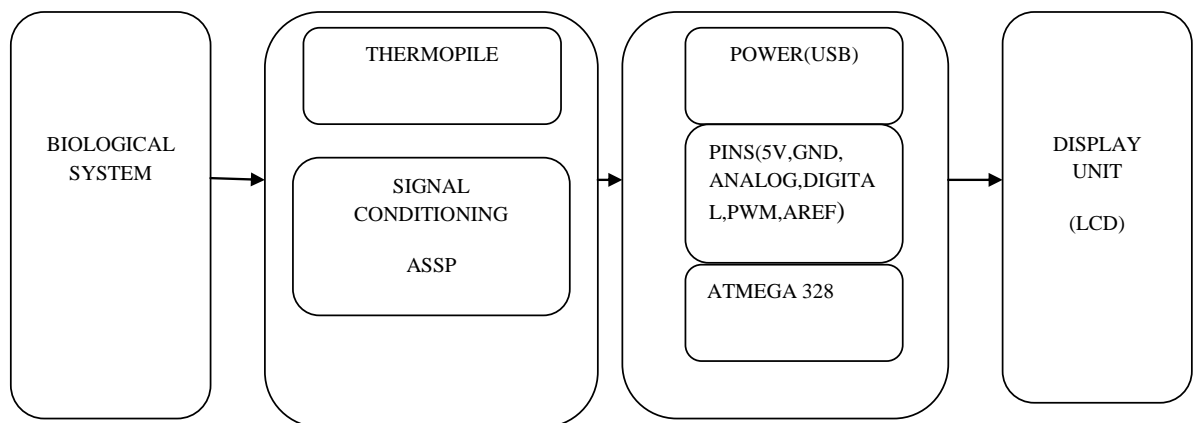 BIOLOGICAL
SYSTEM
THERMOPILE
SIGNAL
CONDITIONING
ASSP
POWER(USB)
PINS(5V,GND,
ANALOG,DIGITA
L,PWM,AREF)
ATMEGA 328
DISPLAY
UNIT
(LCD)